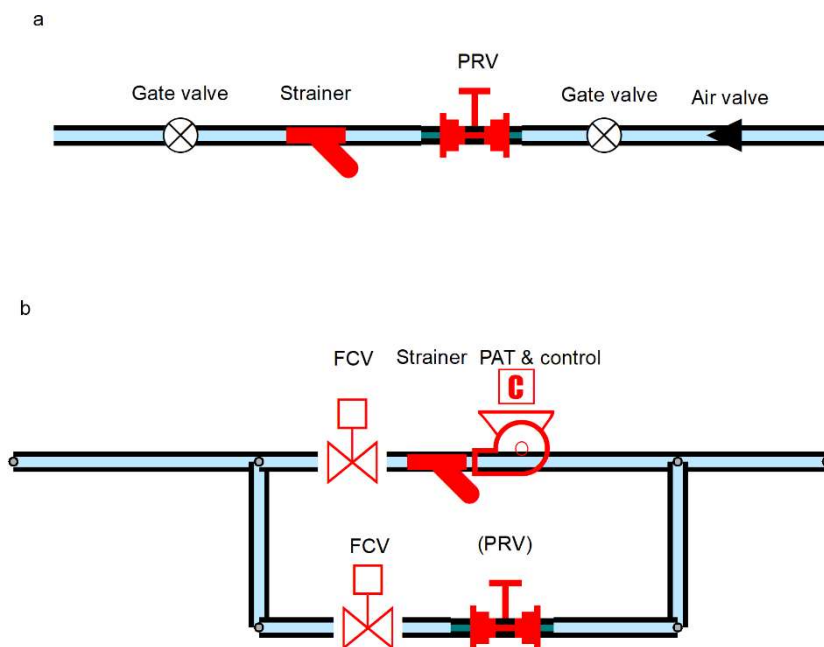 a
PRV
Gate valve
Strainer
Gate valve
Air valve
b
FCV
Strainer
PAT & control
C
FCV
(PRV)